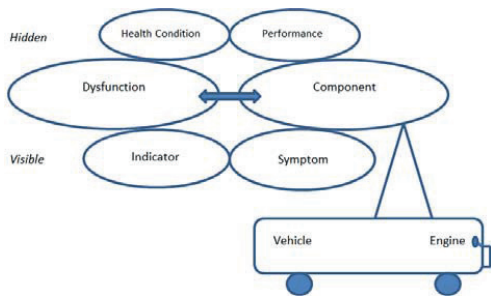 Hidden
Health Condition
Performance
Dysfunction
Component
Visible
Indicator
Symptom
Vehicle
Engine